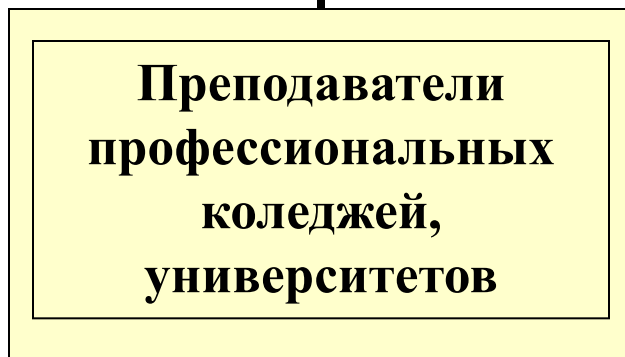 Преподаватели
профессиональных
коледжей,
университетов